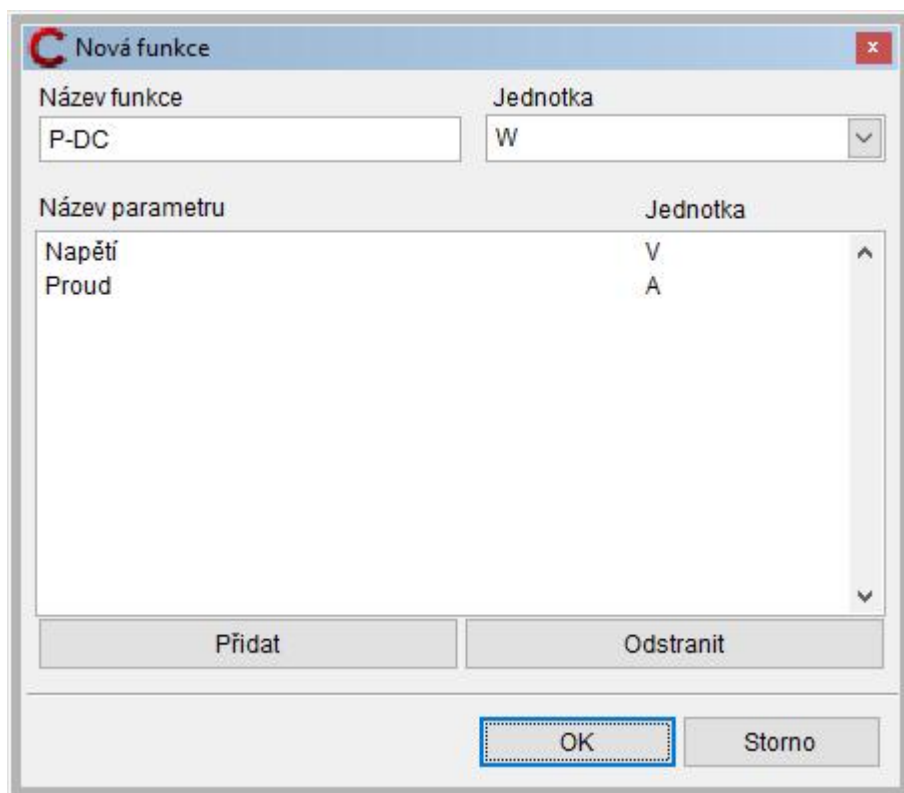 Nová funkce
Název funkce Jednotka
P-DC W
Název parametru Jednotka
Napětí V
Proud A
Přidat Odstranit
OK Storno